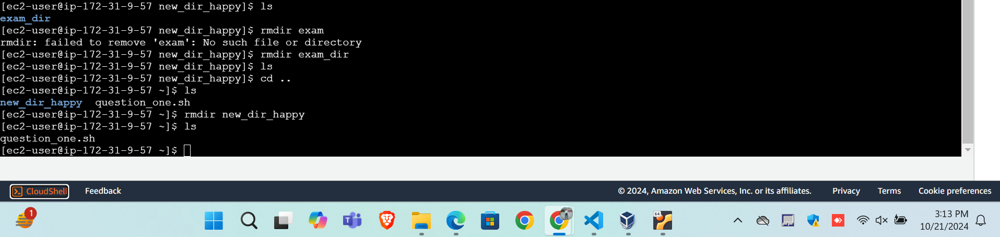 [ec2-user@ip-172-31-9-57 new_dir_happy]$ ls
exam_dir
[ec2-user@ip-172-31-9-57 new_dir_happy]$ rmdir exam
rmdir: failed to remove 'exam': No such file or directory
[ec2-user@ip-172-31-9-57 new_dir_happy]$ rmdir exam_dir
[ec2-user@ip-172-31-9-57 new_dir_happy]$ ls
[ec2-user@ip-172-31-9-57 new_dir_happy]$ cd ..
[ec2-user@ip-172-31-9-57 ~]$ ls
new_dir_happy  question_one.sh
[ec2-user@ip-172-31-9-57 ~]$ rmdir new_dir_happy
[ec2-user@ip-172-31-9-57 ~]$ ls
question_one.sh
[ec2-user@ip-172-31-9-57 ~]$
CloudShell Feedback © 2024, Amazon Web Services, Inc. or its affiliates. Privacy Terms Cookie preferences
1
64
3:13 PM
10/21/2024